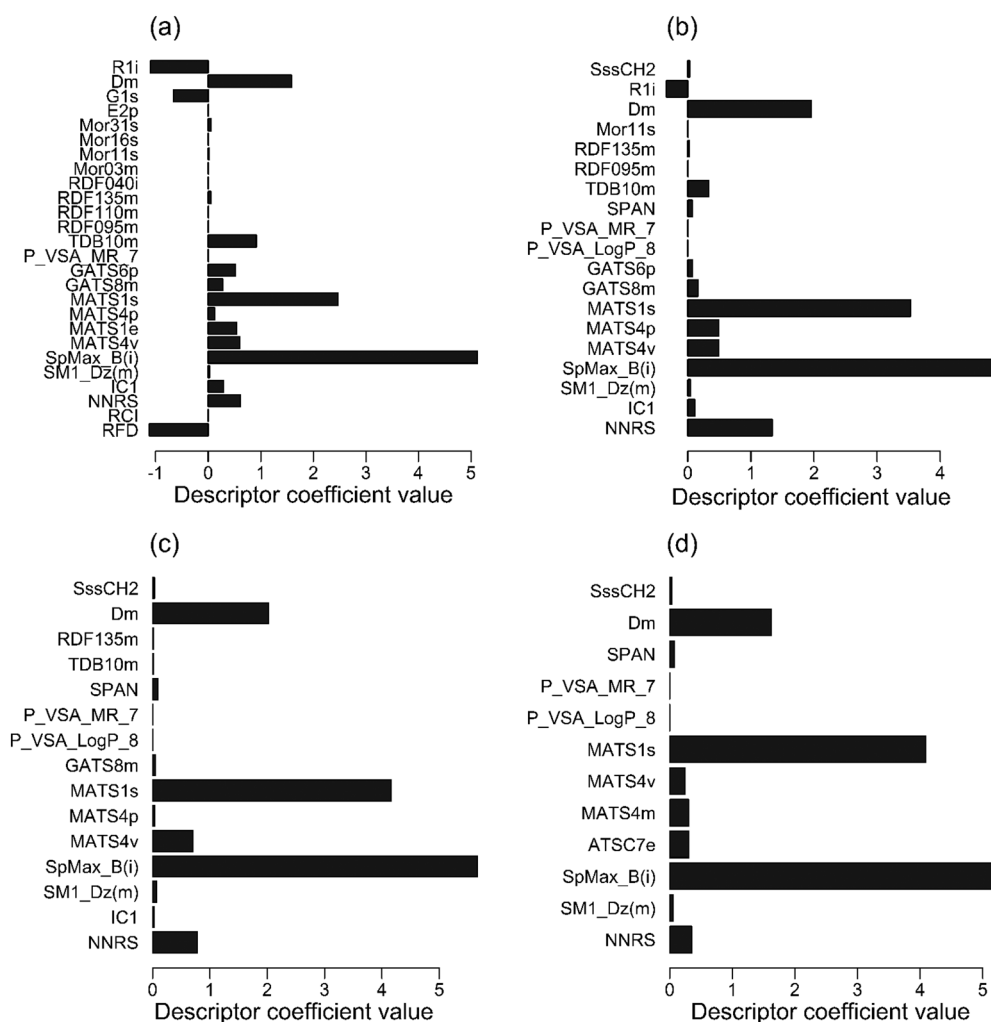 (a)
R1i
Dm
G1s
E2p
Mor31s
Mor16s
Mor11s
Mor03m
RDF040i
RDF135m
RDF110m
RDF095m
TDB10m
P_VSA_MR_7
GATS6p
GATS8m
MATS1s
MATS4p
MATS1e
MATS4v
SpMax_B(i)
SM1_Dz(m)
IC1
NNRS
RCI
RFD
-1 0 1 2 3 4 5
Descriptor coefficient value
(b)
SssCH2
R1i
Dm
Mor11s
RDF135m
RDF095m
TDB10m
SPAN
P_VSA_MR_7
P_VSA_LogP_8
GATS6p
GATS8m
MATS1s
MATS4p
MATS4v
SpMax_B(i)
SM1_Dz(m)
IC1
NNRS
0 1 2 3 4
Descriptor coefficient value
(c)
SssCH2
Dm
RDF135m
TDB10m
SPAN
P_VSA_MR_7
P_VSA_LogP_8
GATS8m
MATS1s
MATS4p
MATS4v
SpMax_B(i)
SM1_Dz(m)
IC1
NNRS
0 1 2 3 4 5
Descriptor coefficient value
(d)
SssCH2
Dm
SPAN
P_VSA_MR_7
P_VSA_LogP_8
MATS1s
MATS4v
MATS4m
ATSC7e
SpMax_B(i)
SM1_Dz(m)
NNRS
0 1 2 3 4 5
Descriptor coefficient value